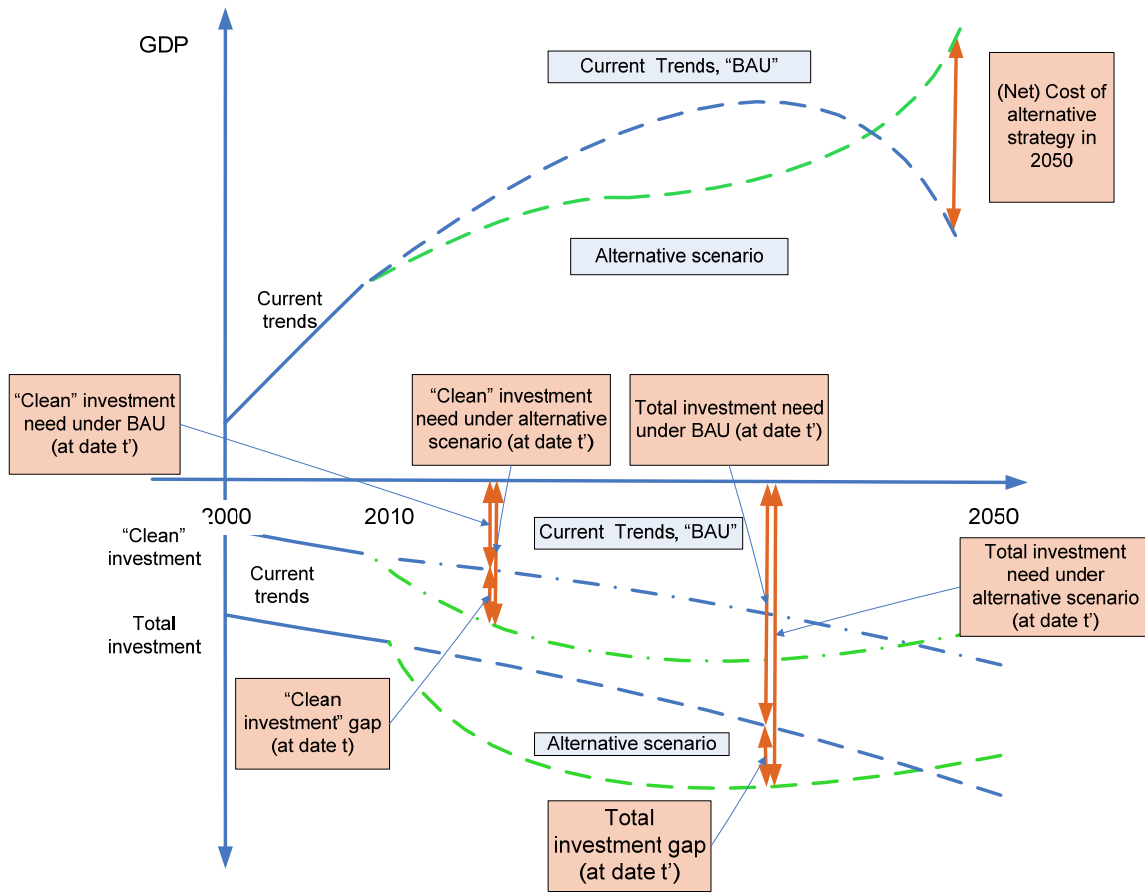 GDP
Current Trends, “BAU”
(Net) Cost of
alternative
strategy in
2050
Alternative scenario
Current
trends
“Clean” investment
need under BAU
(at date t’)
“Clean” investment
need under alternative
scenario (at date t’)
Total investment need
under BAU (at date t’)
2000
2010
2050
“Clean”
investment
Current Trends, “BAU”
Total investment
need under
alternative scenario
(at date t’)
Current
trends
Total
investment
“Clean
investment” gap
(at date t)
Alternative scenario
Total
investment gap
(at date t’)